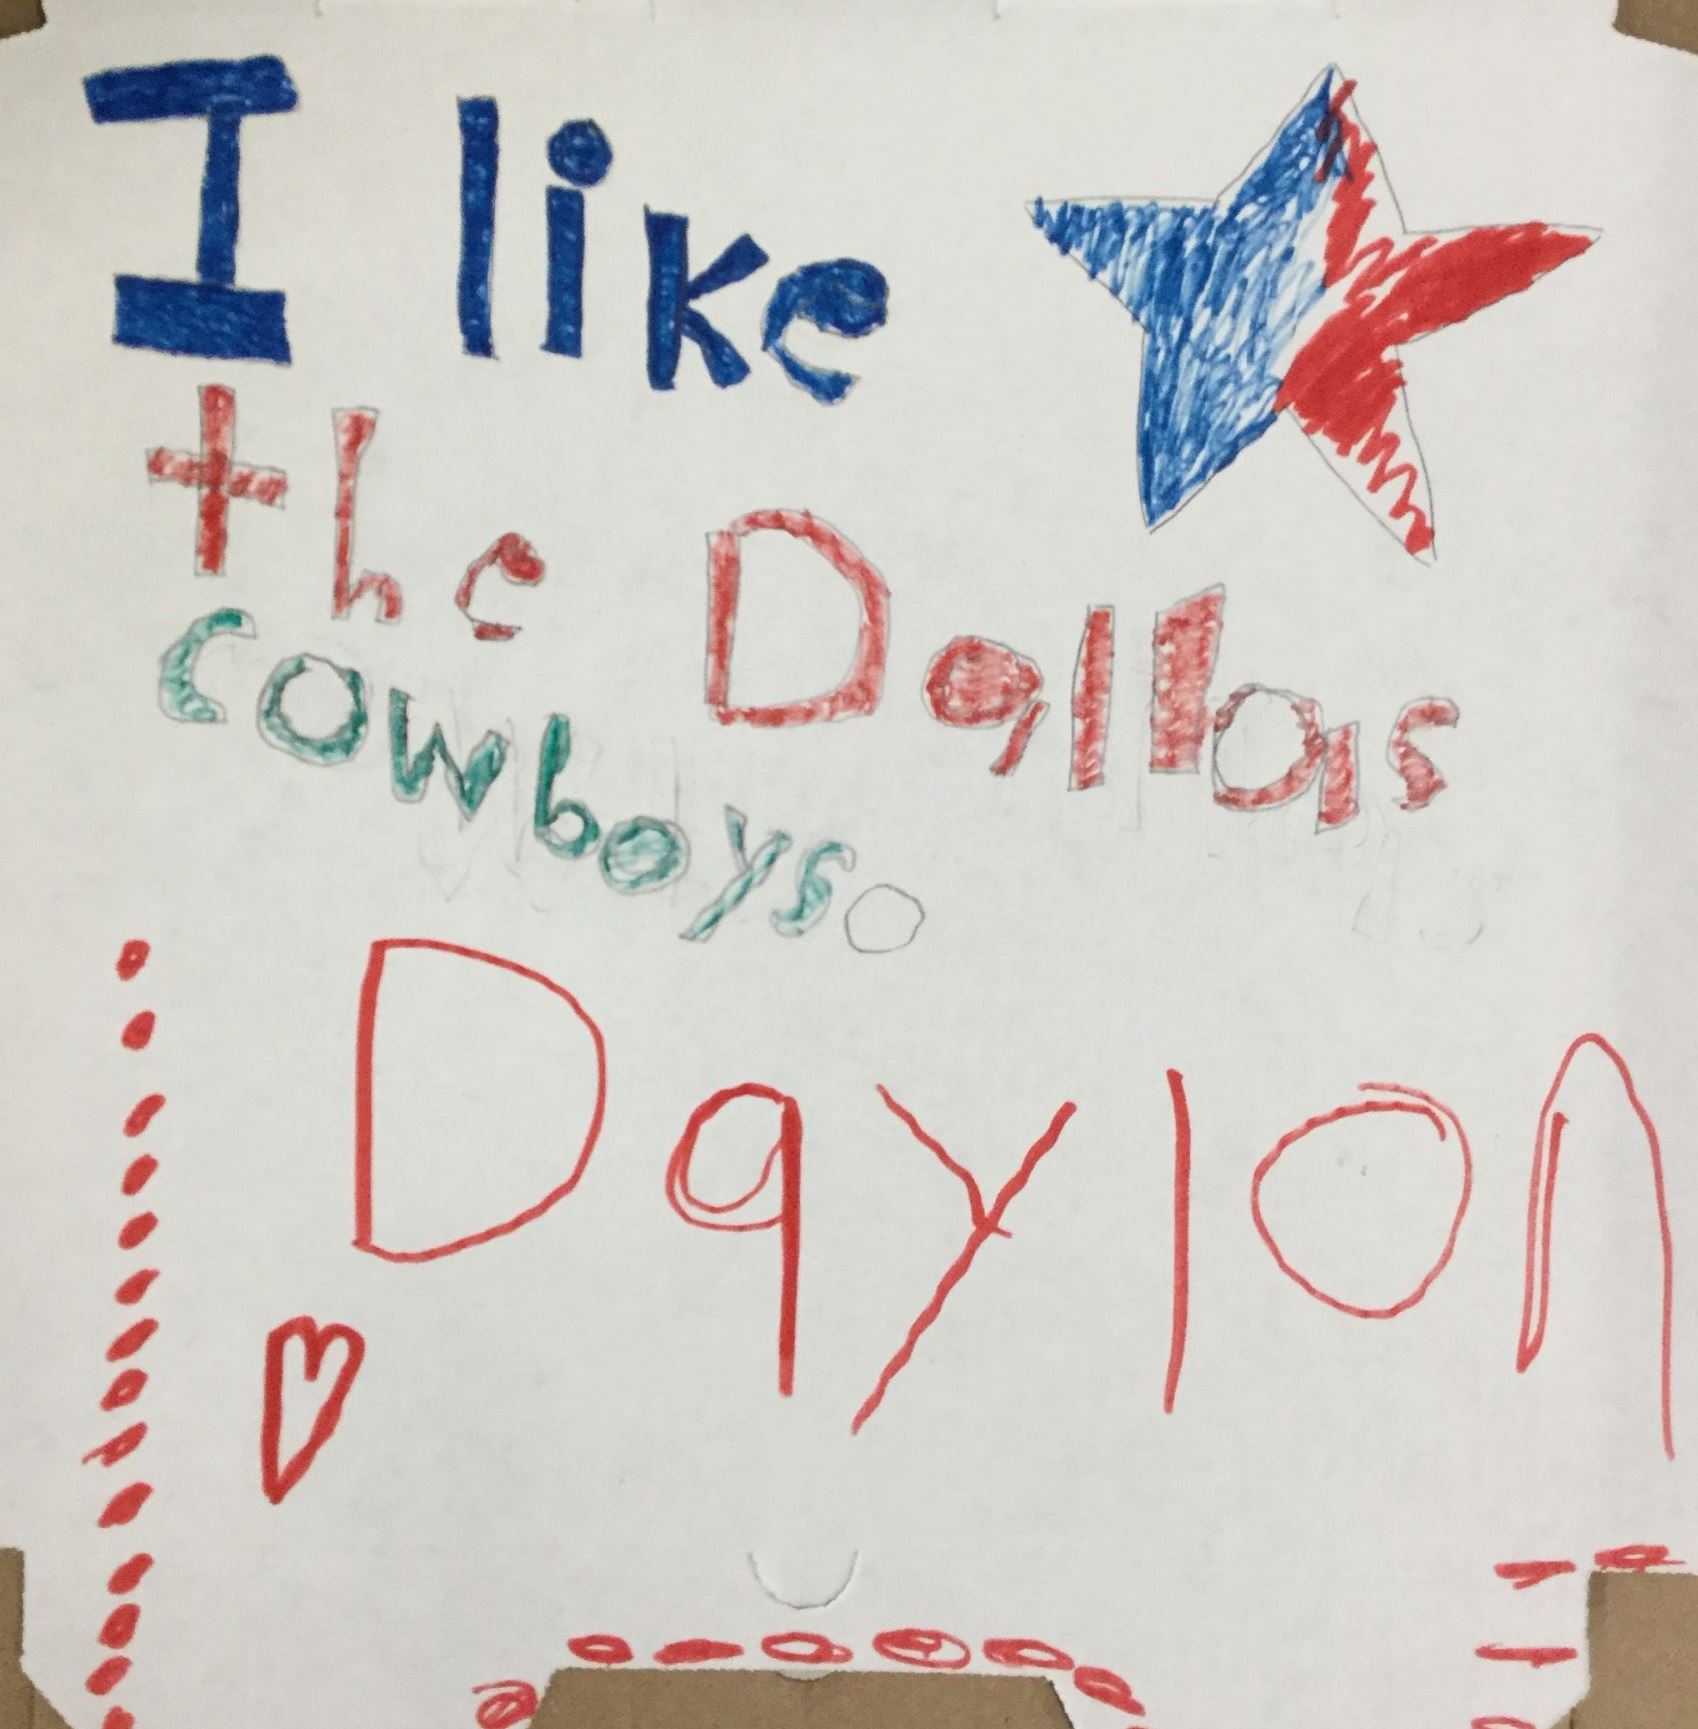 I like
the Dallas
cowboys.
Daylon